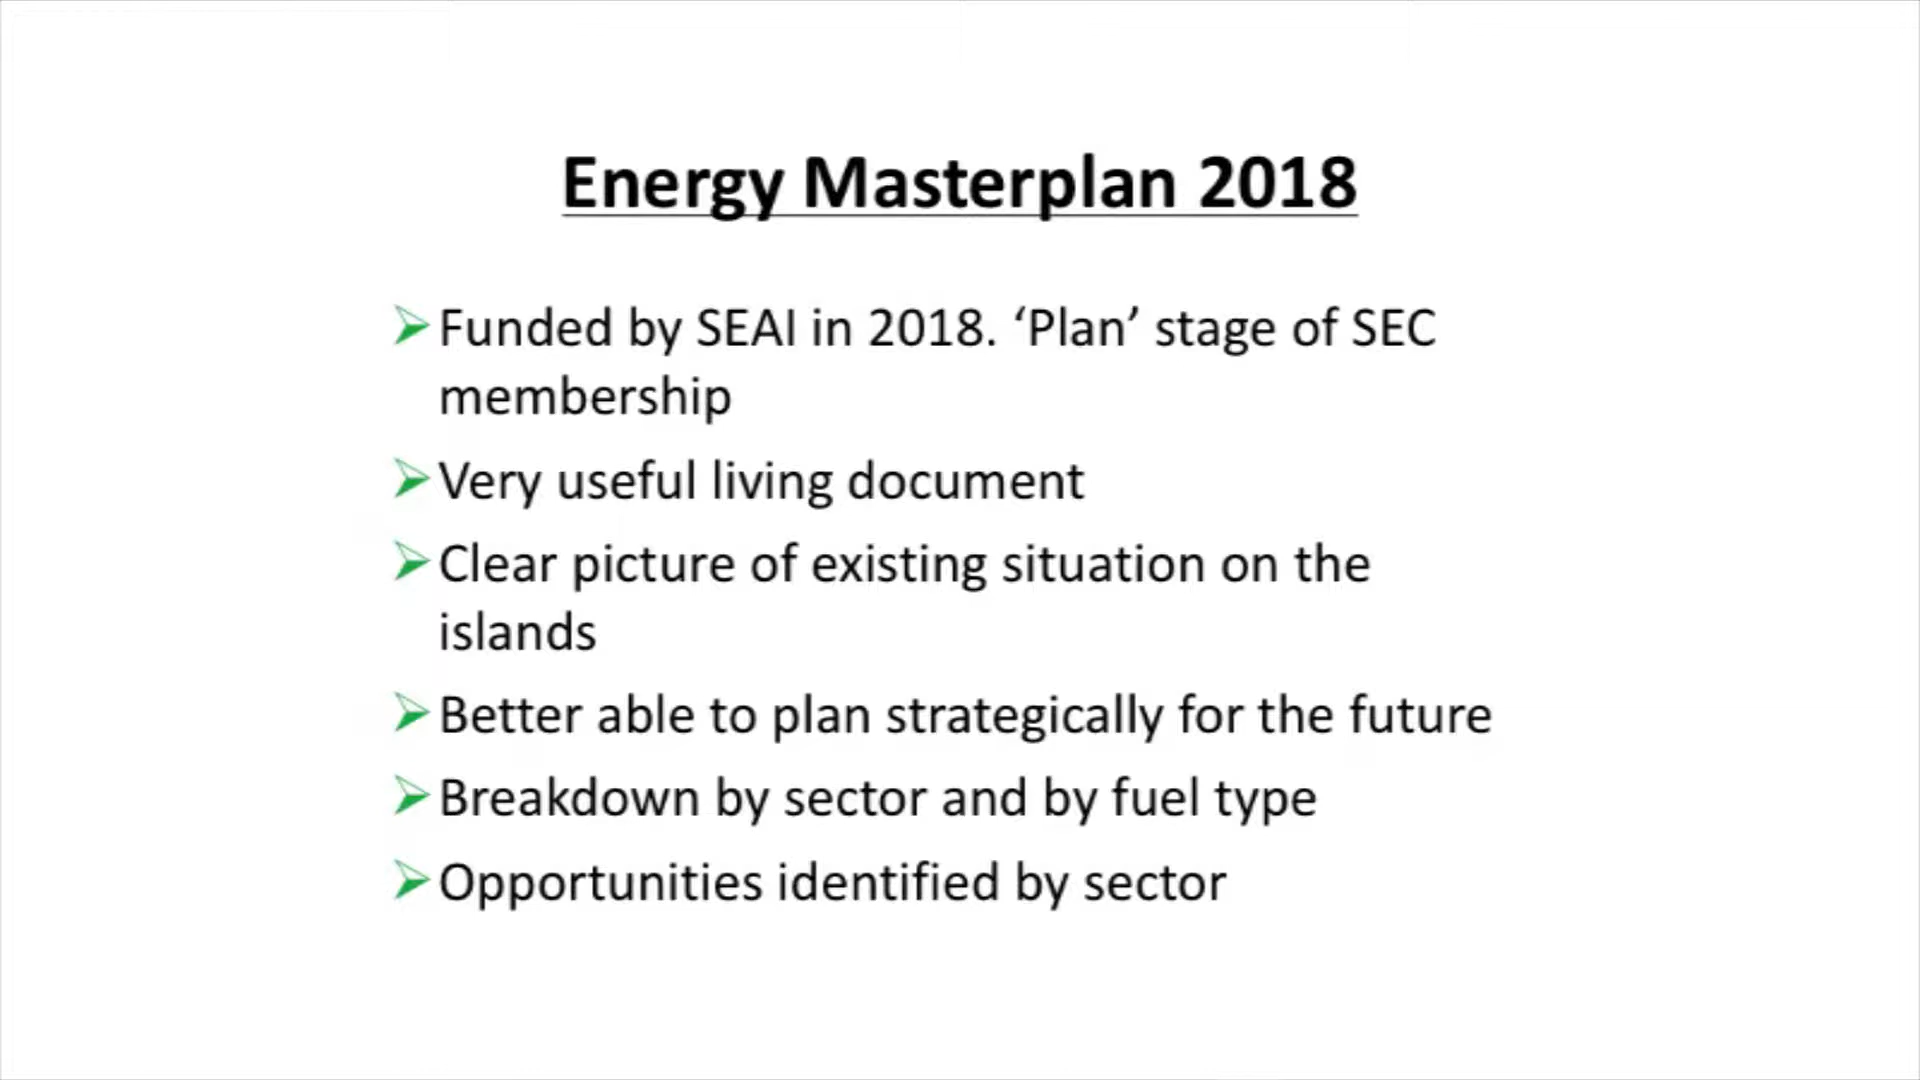 Energy Masterplan 2018
Funded by SEAI in 2018. ‘Plan’ stage of SEC
membership
Very useful living document
Clear picture of existing situation on the
islands
Better able to plan strategically for the future
Breakdown by sector and by fuel type
Opportunities identified by sector